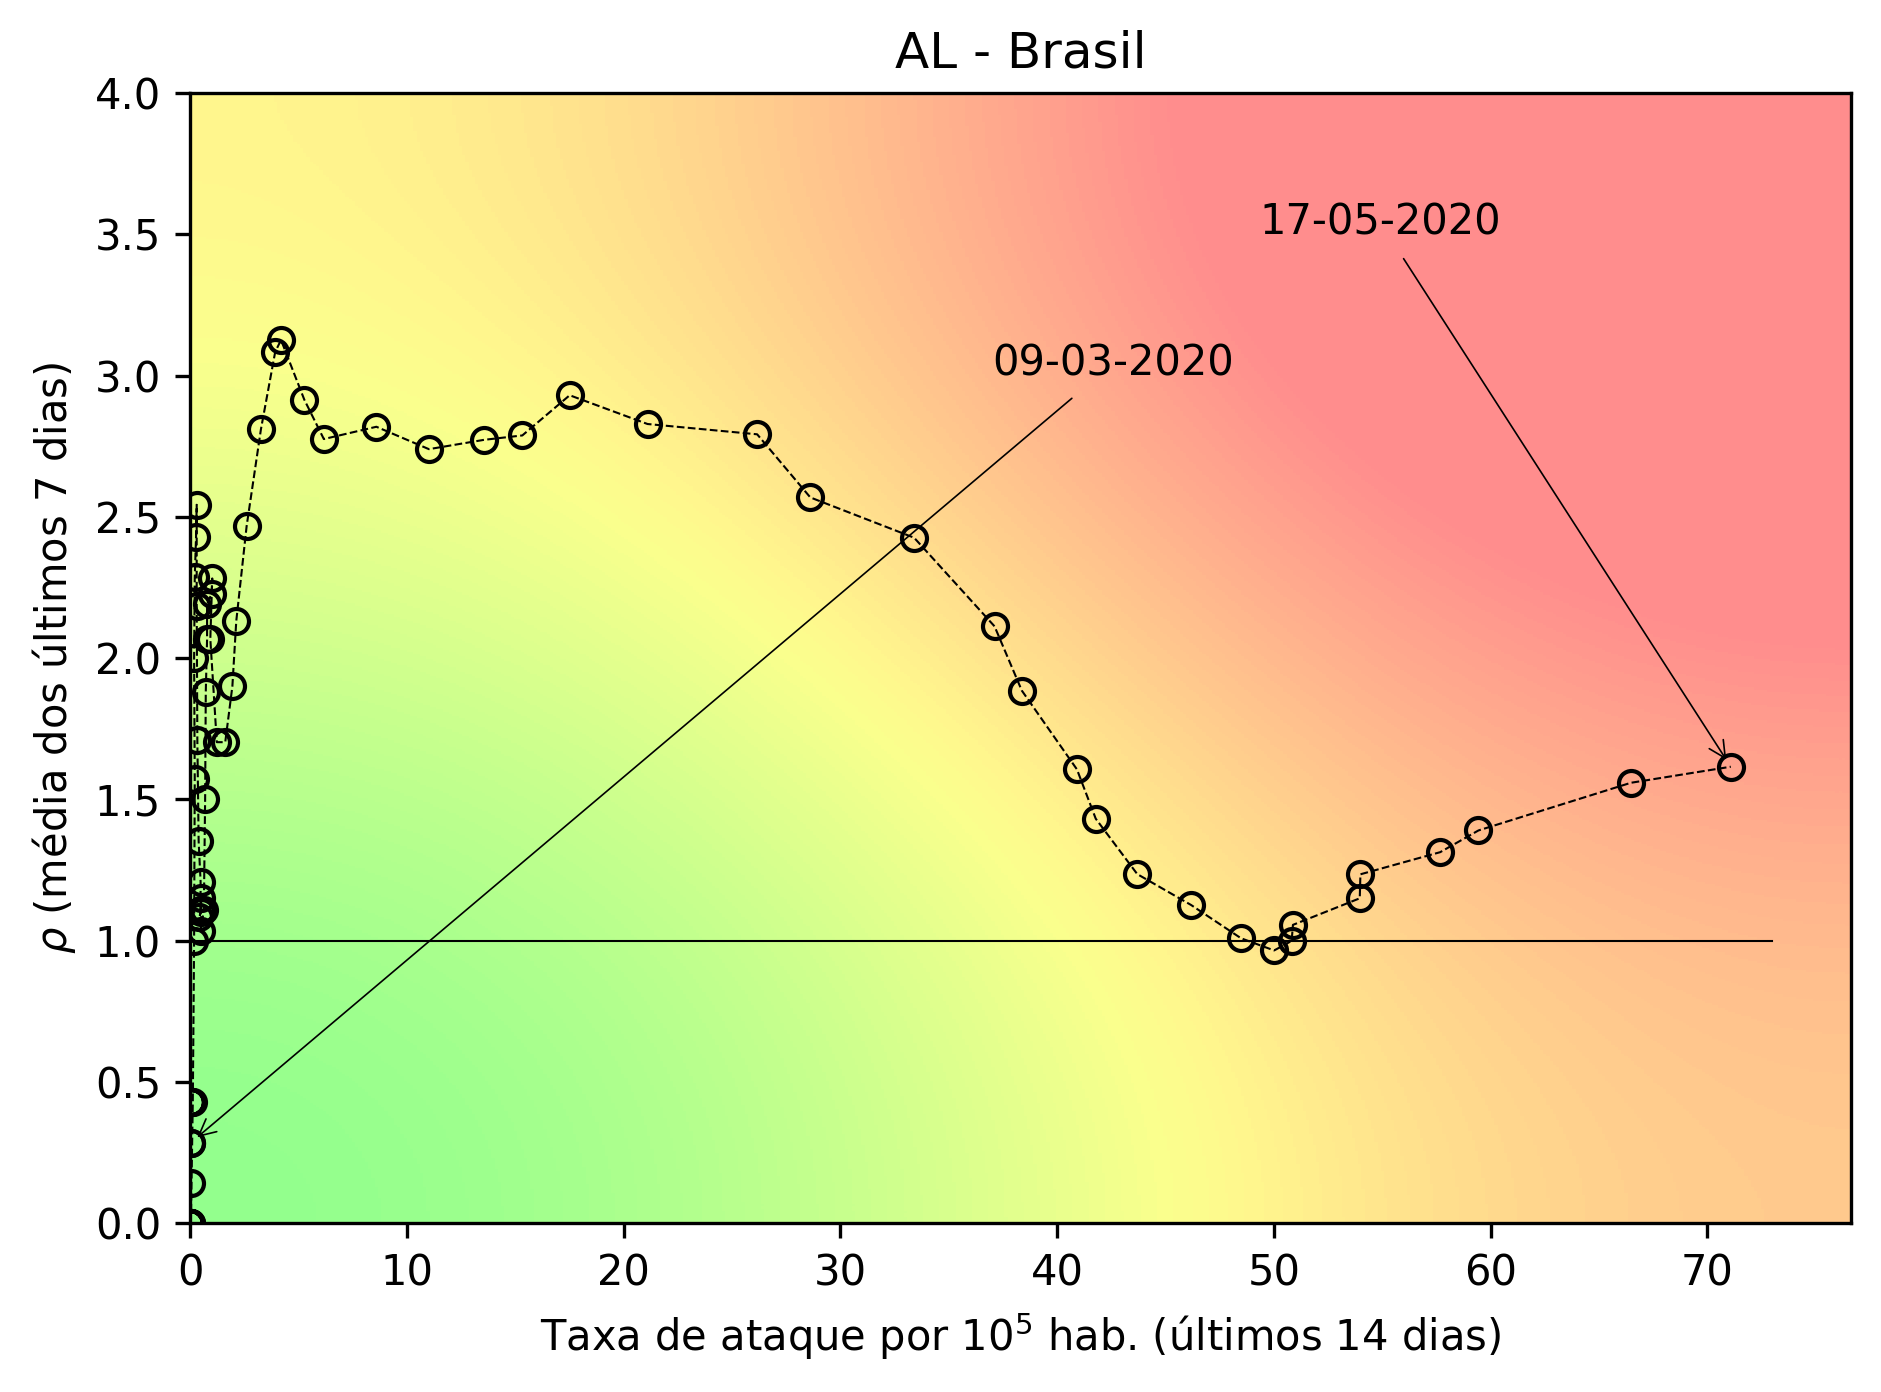 AL - Brasil
4.0
3.5
3.0
2.5
2.0
1.5
1.0
0.5
0.0
ρ (média dos últimos 7 dias)
17-05-2020
09-03-2020
0 10 20 30 40 50 60 70
Taxa de ataque por 10⁵ hab. (últimos 14 dias)